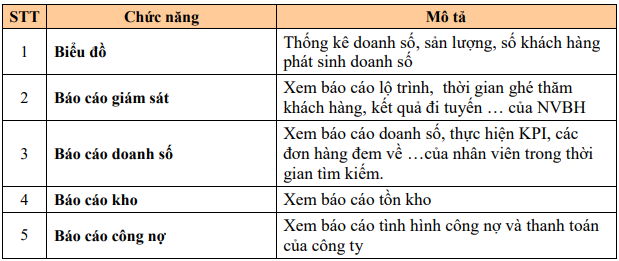 STT Chức năng Mô tả
1 Biểu đồ Thống kê doanh số, sản lượng, số khách hàng
phát sinh doanh số
2 Báo cáo giám sát Xem báo cáo lộ trình, thời gian ghé thăm
khách hàng, kết quả đi tuyến … của NVBH
3 Báo cáo doanh số Xem báo cáo doanh số, thực hiện KPI, các
đơn hàng đem về …của nhân viên trong thời
gian tìm kiếm.
4 Báo cáo kho Xem báo cáo tồn kho
5 Báo cáo công nợ Xem báo cáo tình hình công nợ và thanh toán
của công ty